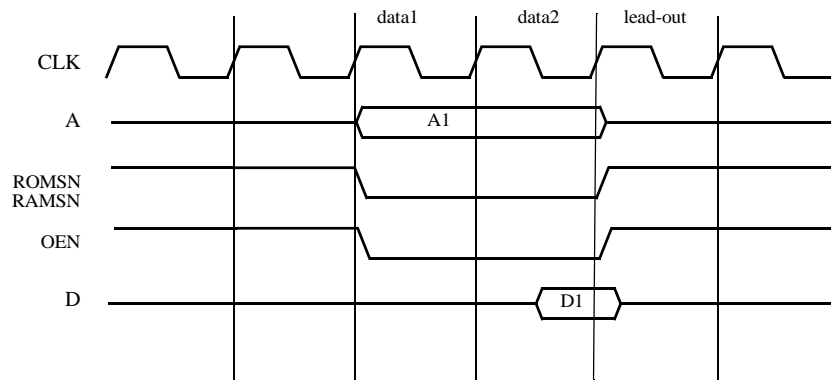 data1 data2 lead-out
CLK
A A1
ROMSN
RAMSN
OEN
D D1